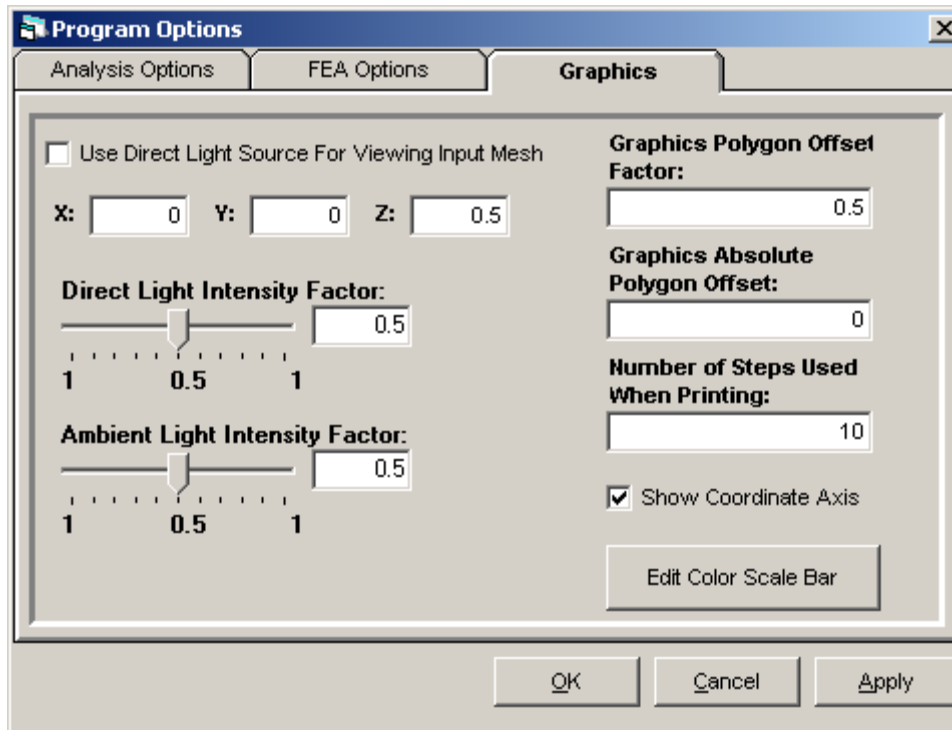 Program Options
Analysis Options
FEA Options
Graphics
Use Direct Light Source For Viewing Input Mesh
X: 0 Y: 0 Z: 0.5
Direct Light Intensity Factor:
0.5
1 0.5 1
Ambient Light Intensity Factor:
0.5
1 0.5 1
Graphics Polygon Offset
Factor:
0.5
Graphics Absolute
Polygon Offset:
0
Number of Steps Used
When Printing:
10
Show Coordinate Axis
Edit Color Scale Bar
OK
Cancel
Apply